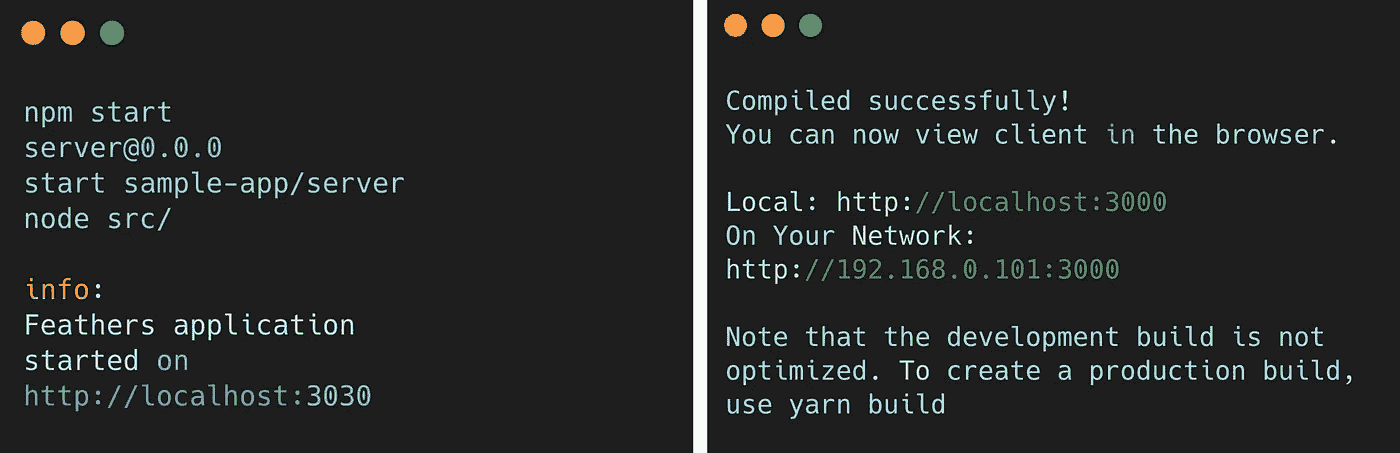 npm start
server@0.0.0
start sample-app/server
node src/
info:
Feathers application
started on
http://localhost:3030
Compiled successfully!
You can now view client in the browser.
Local: http://localhost:3000
On Your Network:
http://192.168.0.101:3000
Note that the development build is not
optimized. To create a production build,
use yarn build